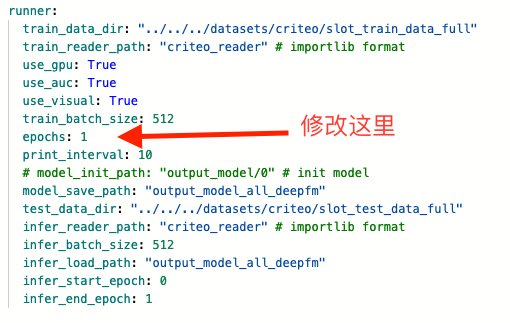 runner:
  train_data_dir: "../../../datasets/criteo/slot_train_data_full"
  train_reader_path: "criteo_reader" # importlib format
  use_gpu: True
  use_auc: True
  use_visual: True
  train_batch_size: 512
  epochs: 1
修改这里
  print_interval: 10
  # model_init_path: "output_model/0" # init model
  model_save_path: "output_model_all_deepfm"
  test_data_dir: "../../../datasets/criteo/slot_test_data_full"
  infer_reader_path: "criteo_reader" # importlib format
  infer_batch_size: 512
  infer_load_path: "output_model_all_deepfm"
  infer_start_epoch: 0
  infer_end_epoch: 1